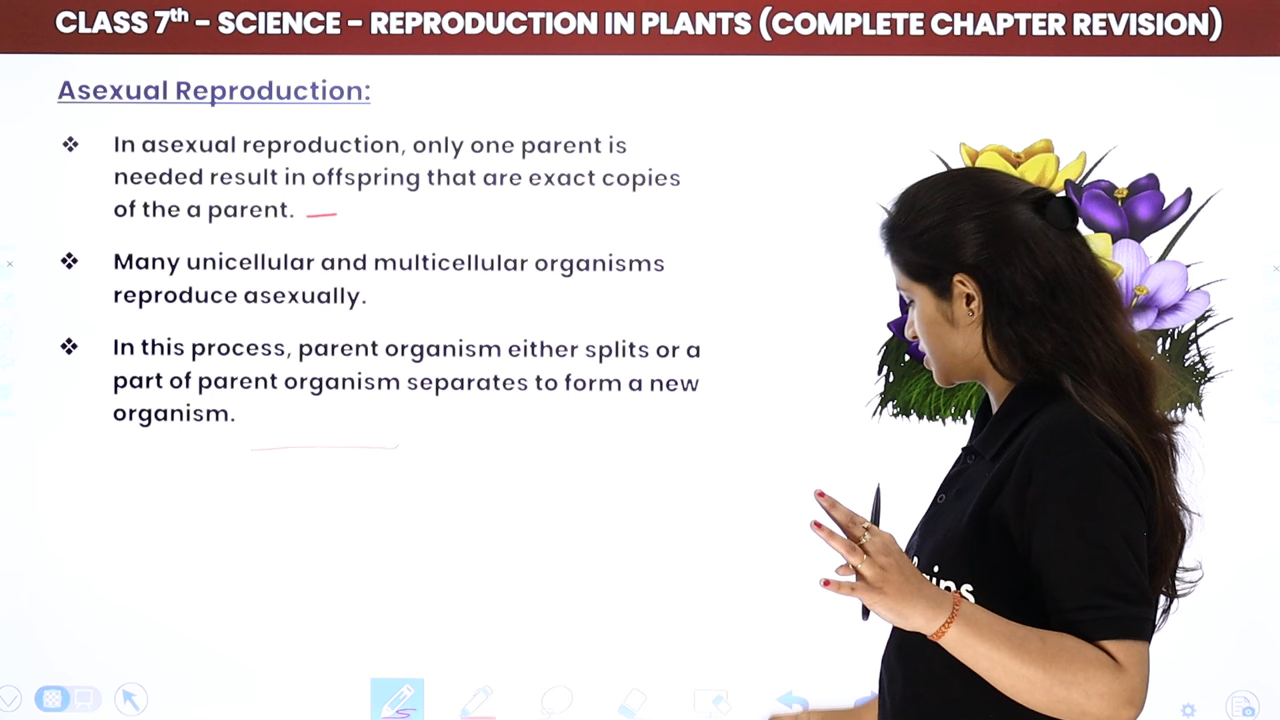 CLASS 7th – SCIENCE – REPRODUCTION IN PLANTS (COMPLETE CHAPTER REVISION)
Asexual Reproduction:
❖ In asexual reproduction, only one parent is
needed result in offspring that are exact copies
of the a parent.
❖ Many unicellular and multicellular organisms
reproduce asexually.
❖ In this process, parent organism either splits or a
part of parent organism separates to form a new
organism.